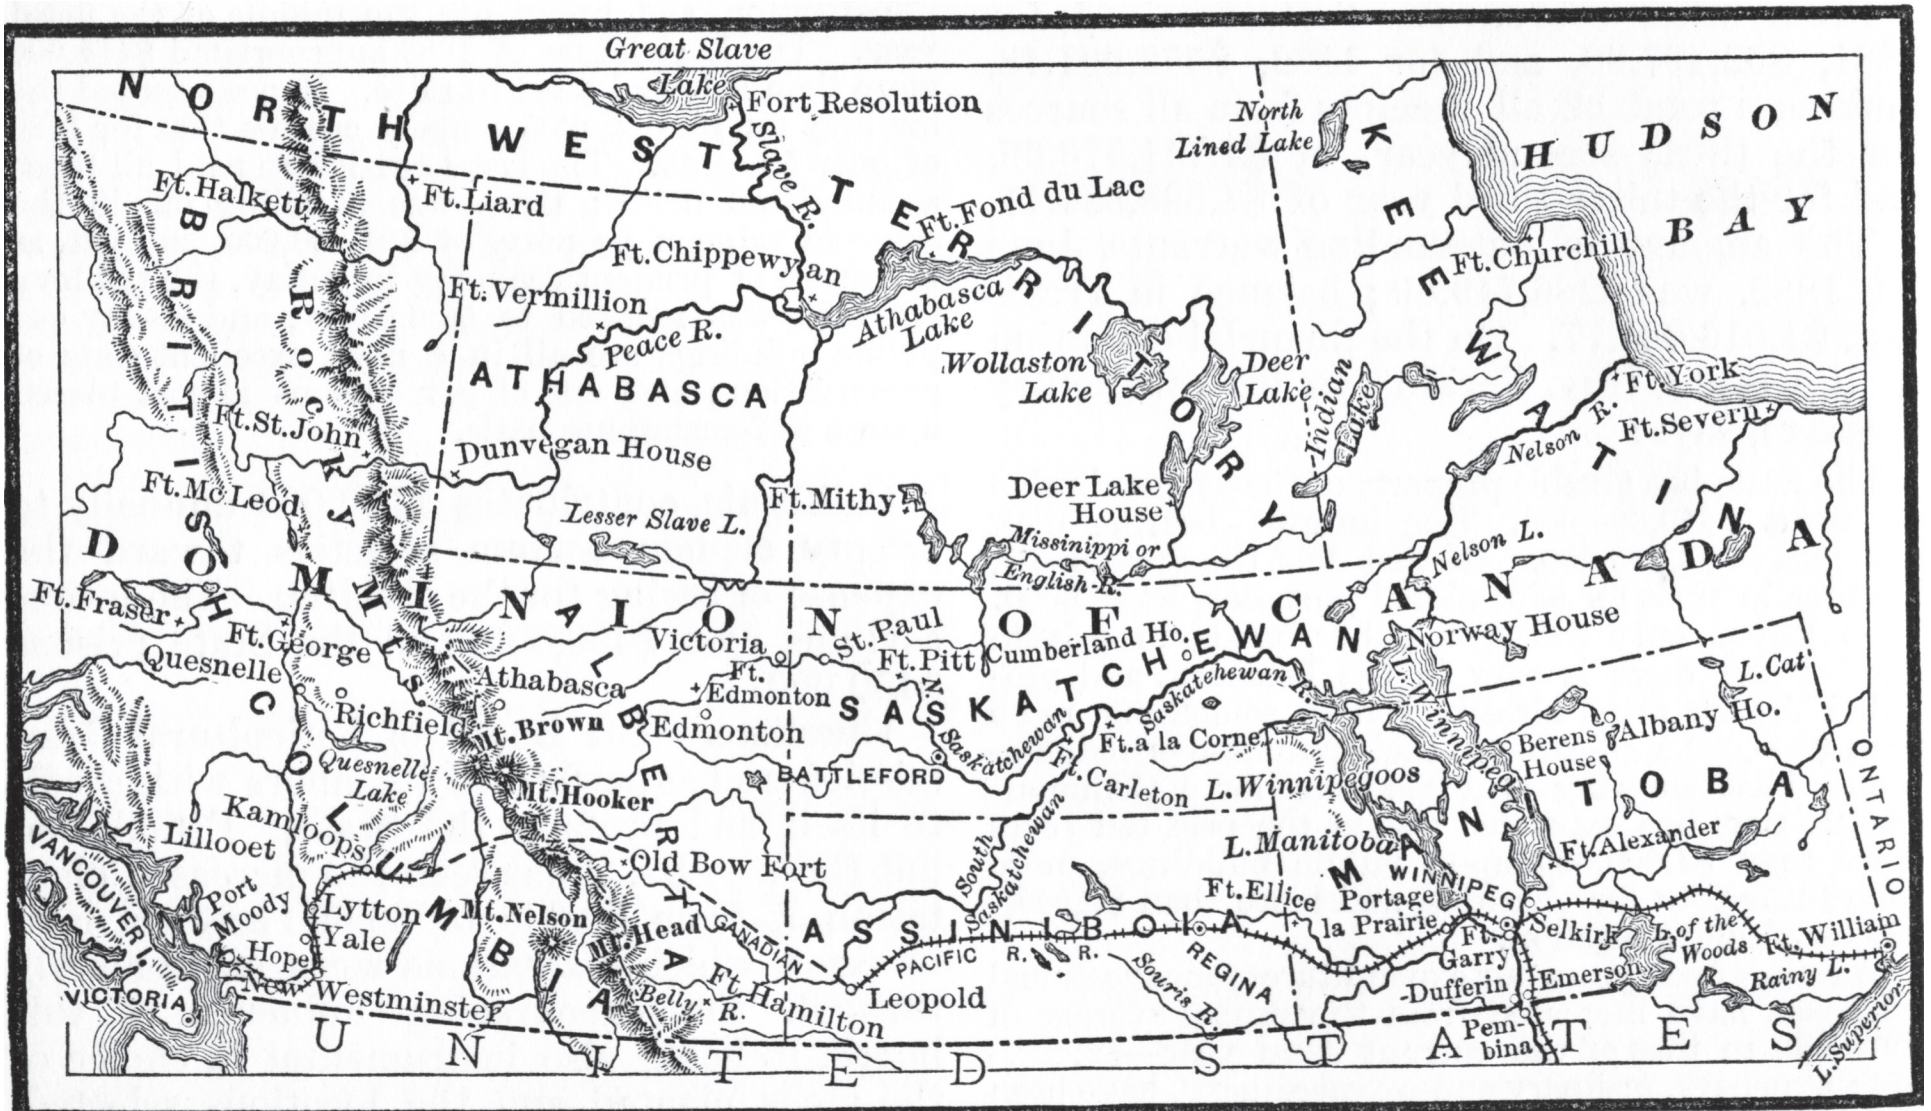 Great Slave
Lake
NORTH WEST TERRITORY
Fort Resolution
Slave R.
North
Lined Lake
KEEWATIN
HUDSON
BAY
Ft. Halkett
Ft. Liard
Ft. Fond du Lac
Ft. Chippewyan
Ft. Churchill
Ft. Vermillion
Peace R.
Athabasca
Lake
Wollaston
Lake
Deer
Lake
Indian
Lake
Ft. York
Nelson R.
Ft. Severn
BRITISH COLUMBIA
ROCKY MTS.
ATHABASCA
Ft. St. John
Dunvegan House
Ft. McLeod
Lesser Slave L.
Ft. Mithy
Deer Lake
House
Missinippi or
English R.
Nelson L.
DOMINION OF CANADA
Ft. Fraser
Ft. George
Quesnelle
Victoria
St. Paul
Ft. Pitt
Cumberland Ho.
Norway House
Athabasca
Ft.
Edmonton
Edmonton
ALBERTA
SASKATCHEWAN
N. Saskatchewan
Saskatchewan R.
L. Winnipeg
L. Cat
Richfield
Mt. Brown
Quesnelle
Lake
Mt. Hooker
BATTLEFORD
Ft. Carleton
Ft. a la Corne
L. Winnipegoos
Berens
House
Albany Ho.
MANITOBA
ONTARIO
Kamloops
Lillooet
Old Bow Fort
South
Saskatchewan
L. Manitoba
Ft. Alexander
VANCOUVER I.
Port
Moody
Lytton
Yale
Hope
New Westminster
VICTORIA
Mt. Nelson
Mt. Head
CANADIAN
PACIFIC R. R.
ASSINIBOIA
Ft. Ellice
Portage
la Prairie
WINNIPEG
Ft.
Garry
Selkirk
L. of the
Woods
Ft. William
Belly
R.
Ft. Hamilton
Leopold
REGINA
Souris R.
Dufferin
Emerson
Rainy L.
Pem-
bina
L. Superior
UNITED STATES